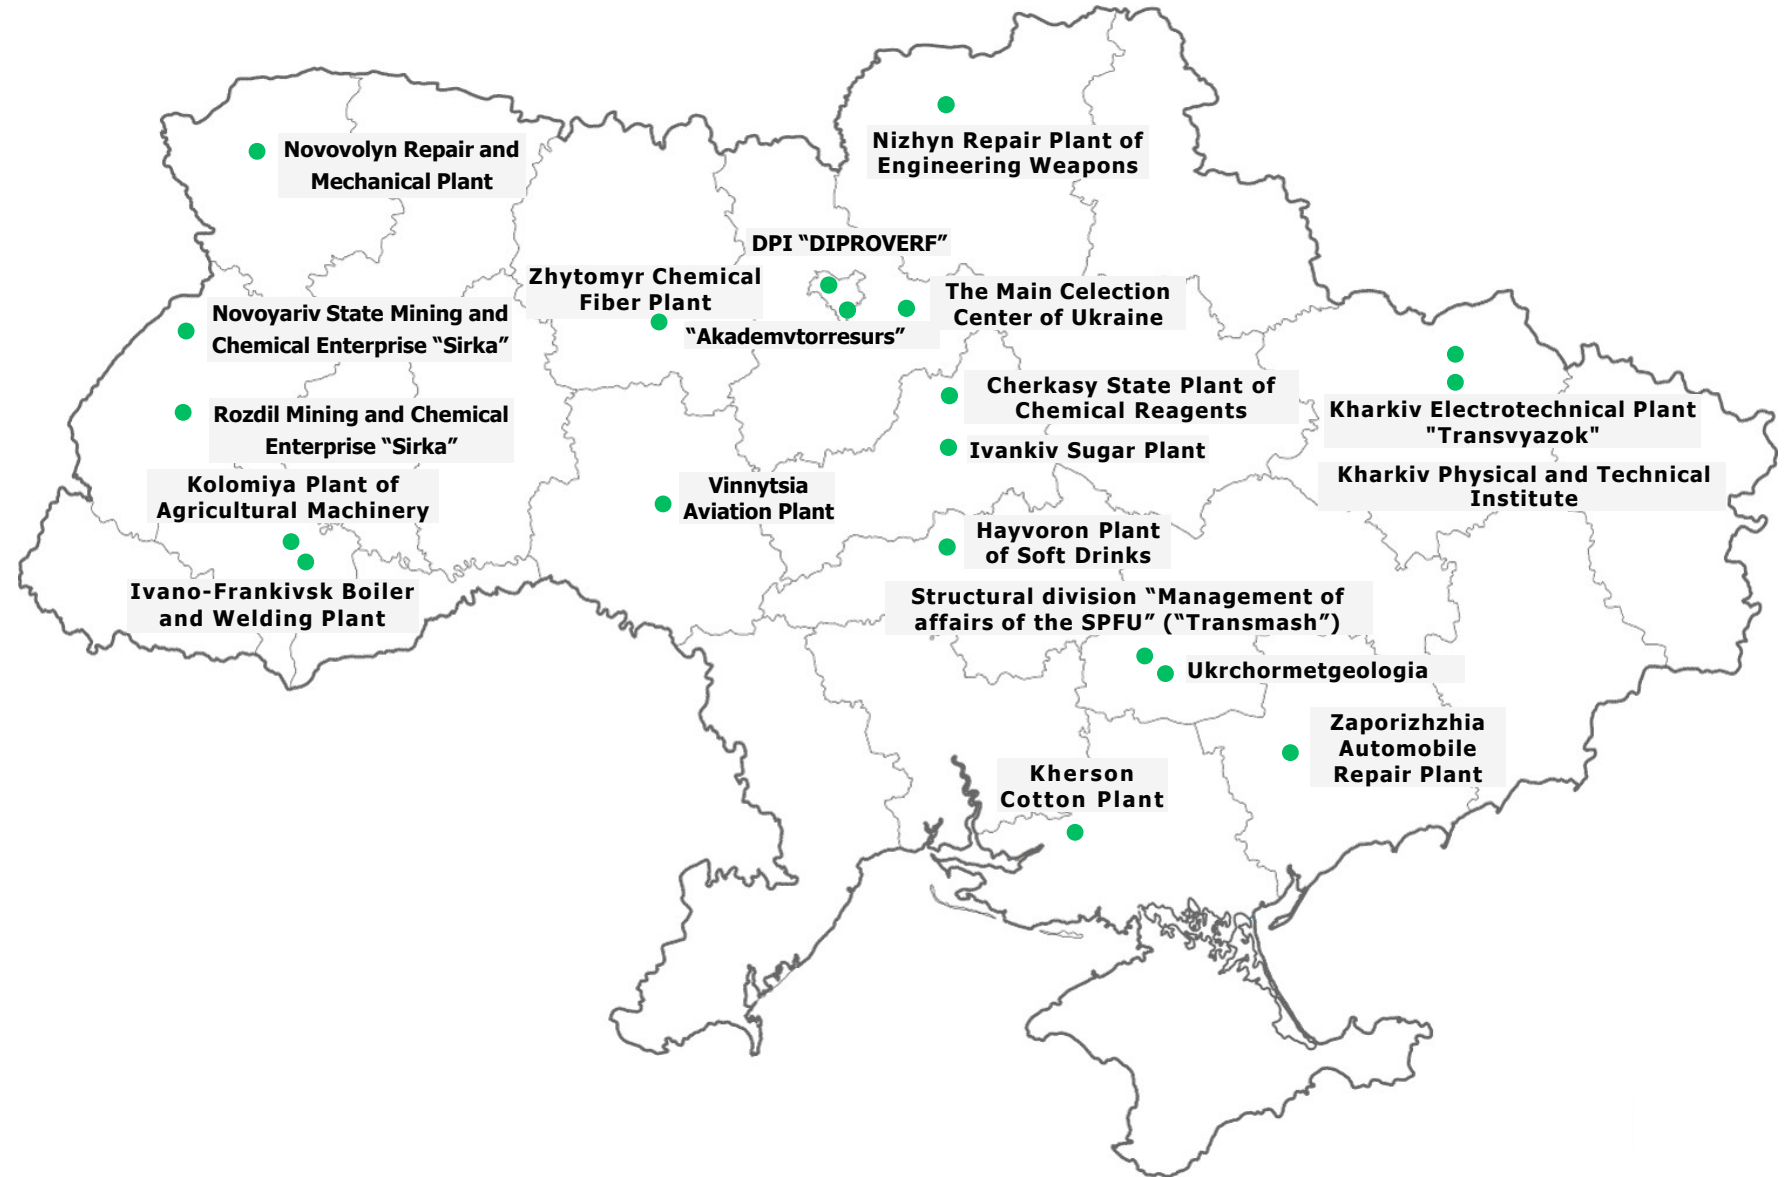 Nizhyn Repair Plant of
Engineering Weapons
Novovolyn Repair and
Mechanical Plant
DPI “DIPROVERF”
Zhytomyr Chemical
Fiber Plant
The Main Celection
Center of Ukraine
“Akademvtorresurs”
Novoyariv State Mining and
Chemical Enterprise “Sirka”
Cherkasy State Plant of
Chemical Reagents
Rozdil Mining and Chemical
Enterprise “Sirka”
Kharkiv Electrotechnical Plant
"Transvyazok"
Ivankiv Sugar Plant
Kharkiv Physical and Technical
Institute
Kolomiya Plant of
Agricultural Machinery
Vinnytsia
Aviation Plant
Hayvoron Plant
of Soft Drinks
Ivano-Frankivsk Boiler
and Welding Plant
Structural division “Management of
affairs of the SPFU” (“Transmash”)
Ukrchormetgeologia
Zaporizhzhia
Automobile
Repair Plant
Kherson
Cotton Plant